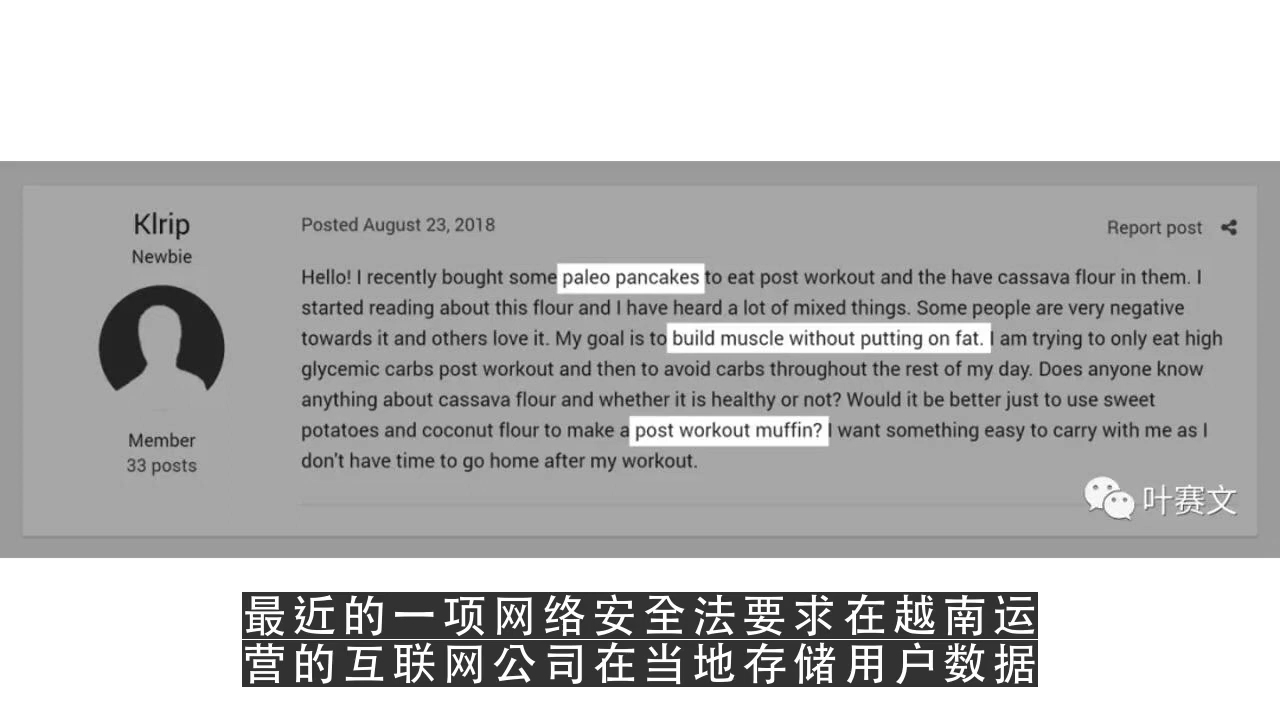 Klrip
Newbie
Member
33 posts
Posted August 23, 2018
Report post
Hello! I recently bought some paleo pancakes to eat post workout and the have cassava flour in them. I
started reading about this flour and I have heard a lot of mixed things. Some people are very negative
towards it and others love it. My goal is to build muscle without putting on fat. I am trying to only eat high
glycemic carbs post workout and then to avoid carbs throughout the rest of my day. Does anyone know
anything about cassava flour and whether it is healthy or not? Would it be better just to use sweet
potatoes and coconut flour to make a post workout muffin? I want something easy to carry with me as I
don't have time to go home after my workout.
叶赛文
最近的一项网络安全法要求在越南运
营的互联网公司在当地存储用户数据